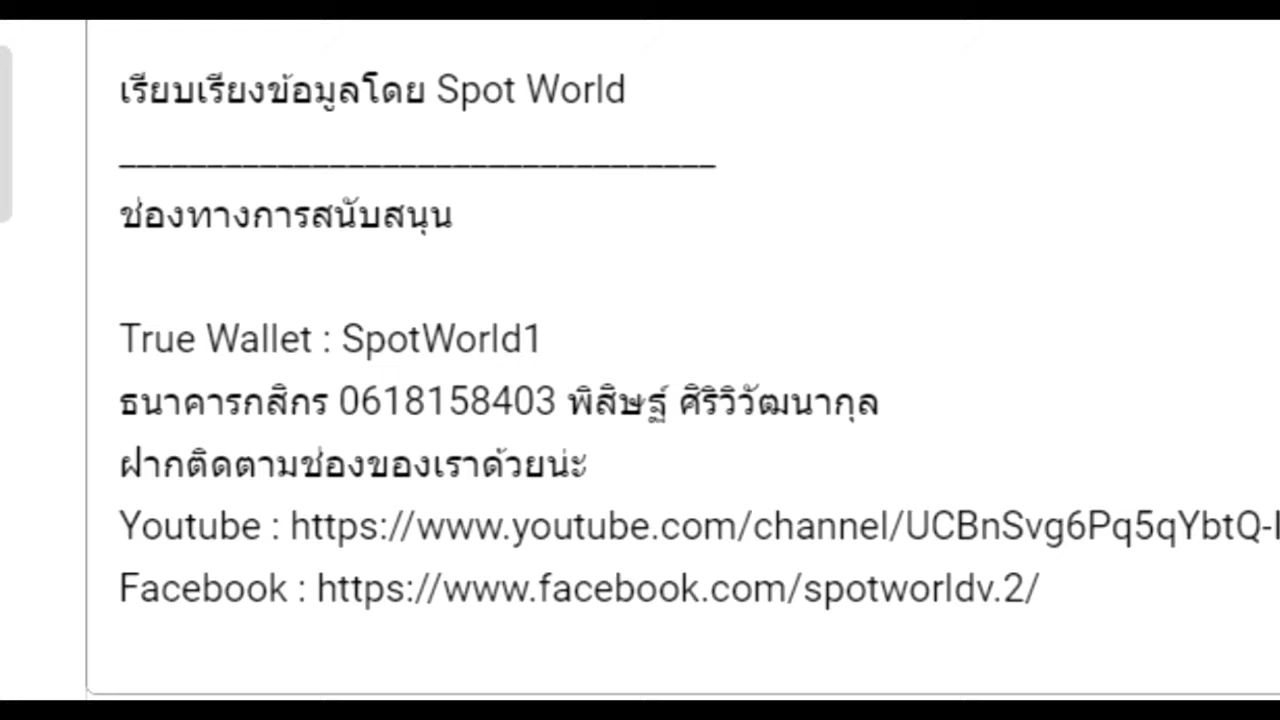 เรียบเรียงข้อมูลโดย Spot World
__________________________________
ช่องทางการสนับสนุน
True Wallet : SpotWorld1
ธนาคารกสิกร 0618158403 พิสิษฐ์ ศิริวิวัฒนากุล
ฝากติดตามช่องของเราด้วยน่ะ
Youtube : https://www.youtube.com/channel/UCBnSvg6Pq5qYbtQ-
Facebook : https://www.facebook.com/spotworldv.2/